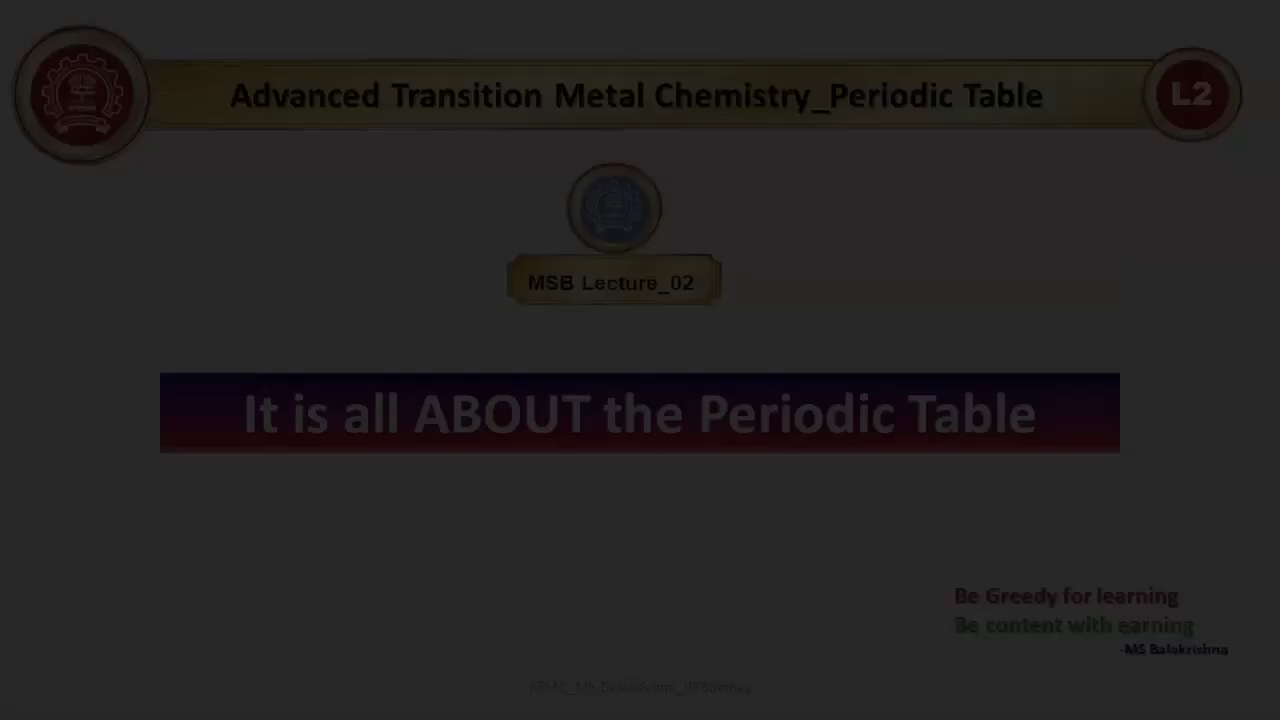 Advanced Transition Metal Chemistry_Periodic Table
L2
MSB Lecture_02
It is all ABOUT the Periodic Table
Be Greedy for learning
Be content with earning
-MS Balakrishna